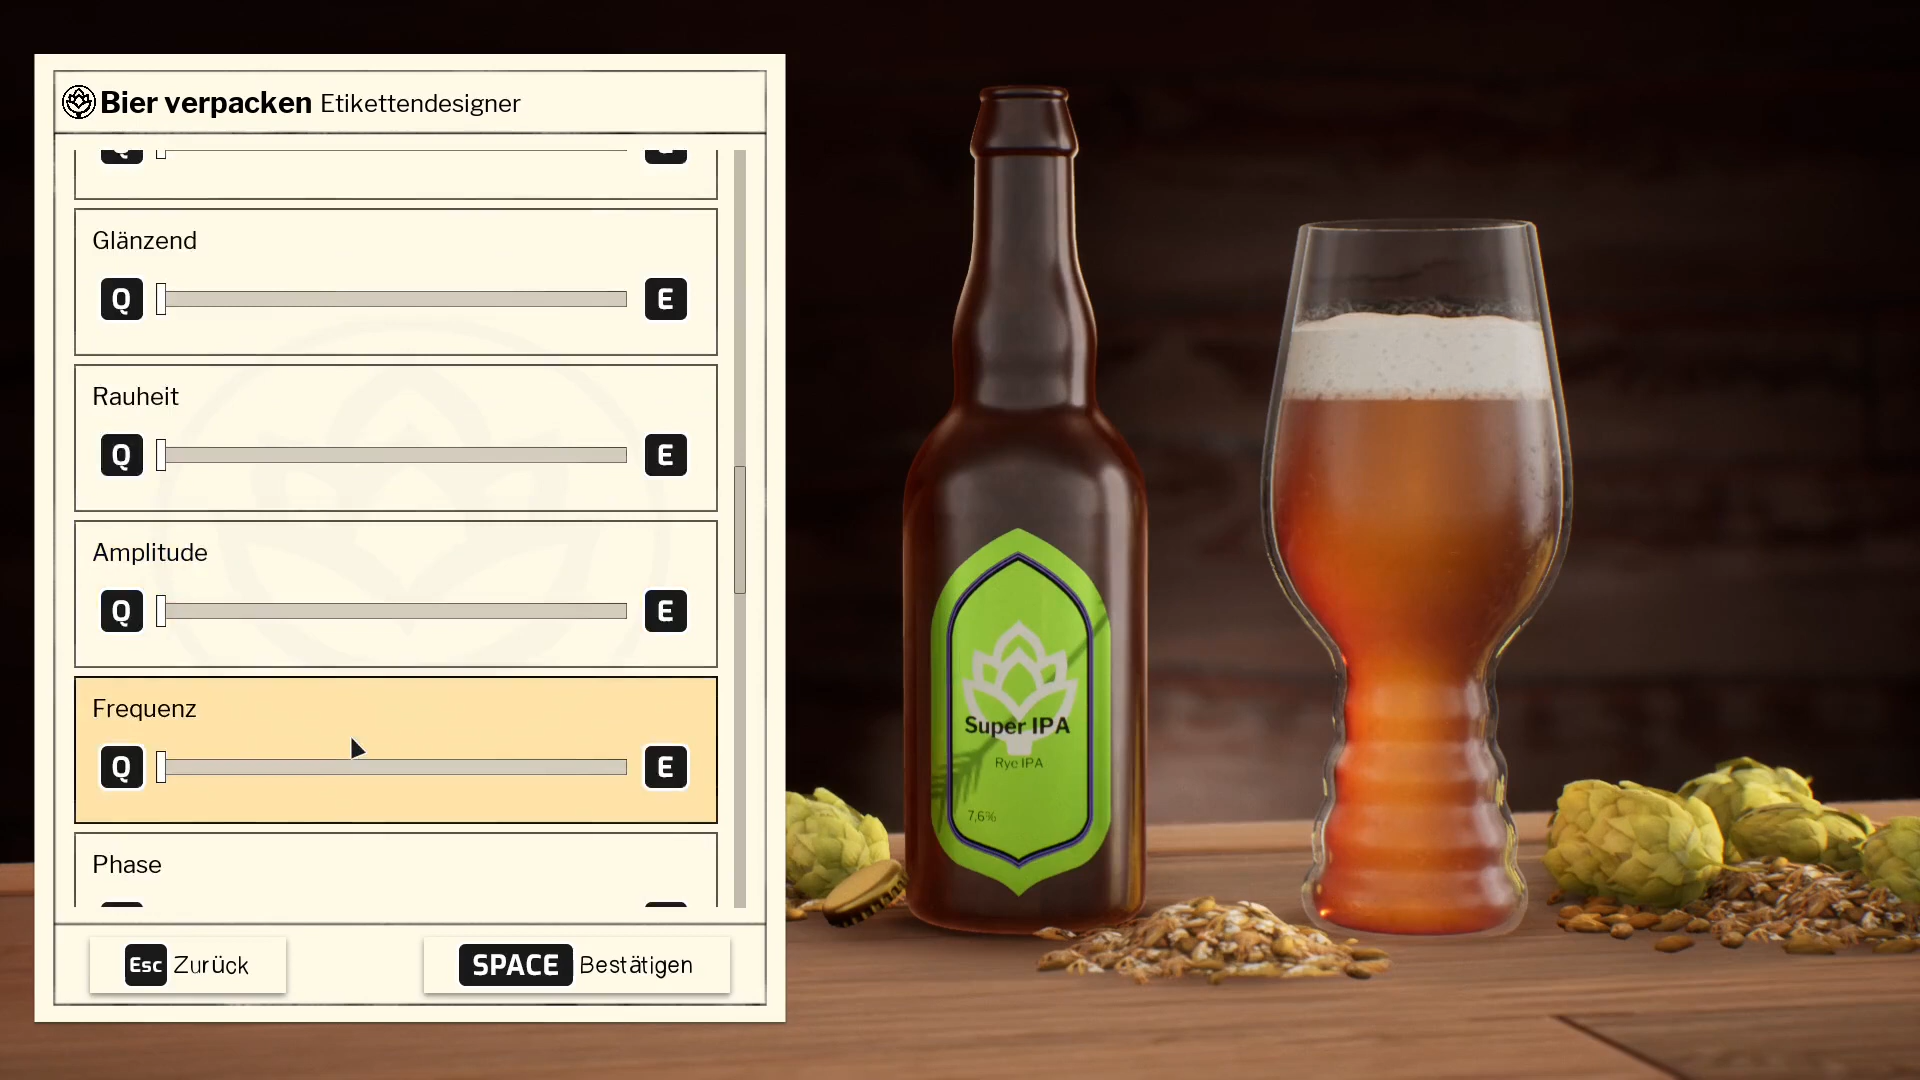 Bier verpacken Etikettendesigner
Glänzend
Q E
Rauheit
Q E
Amplitude
Q E
Frequenz
Q E
Phase
Esc Zurück
SPACE Bestätigen
Super IPA
Rye IPA
7,6%